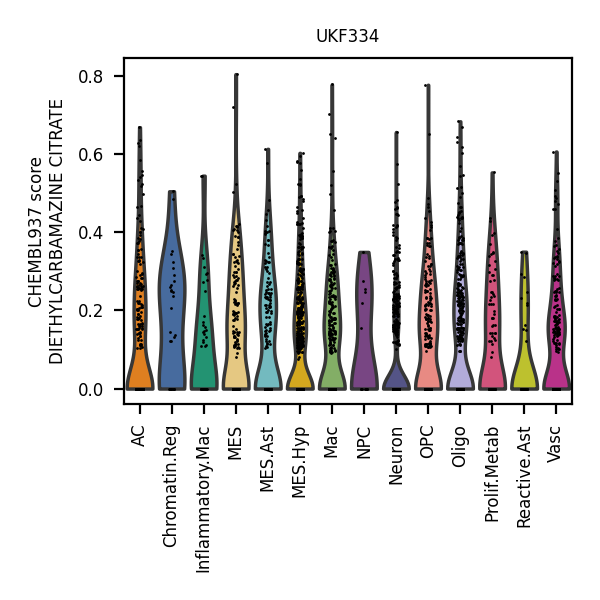 UKF334
CHEMBL937 score
DIETHYLCARBAMAZINE CITRATE
0.8
0.6
0.4
0.2
0.0
AC
Chromatin.Reg
Inflammatory.Mac
MES
MES.Ast
MES.Hyp
Mac
NPC
Neuron
OPC
Oligo
Prolif.Metab
Reactive.Ast
Vasc